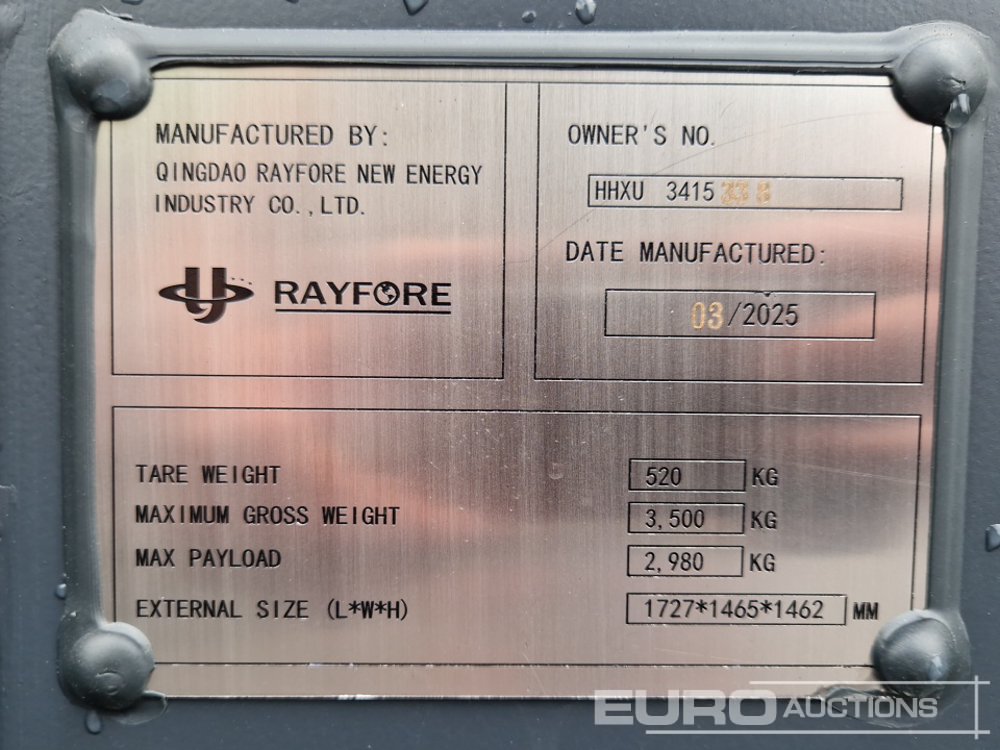 MANUFACTURED BY:
QINGDAO RAYFORE NEW ENERGY
INDUSTRY CO.,LTD.
RAYFORE
OWNER'S NO.
HHXU 3415338
DATE MANUFACTURED:
03/2025
TARE WEIGHT 520 KG
MAXIMUM GROSS WEIGHT 3,500 KG
MAX PAYLOAD 2,980 KG
EXTERNAL SIZE (L*W*H) 1727*1465*1462 MM
EURO AUCTIONS